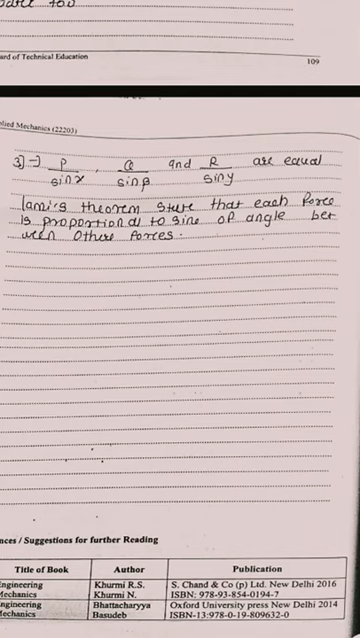 ard of Technical Education
109
plied Mechanics (22203)
3)→ P/sinx , Q/sinβ and R/siny are equal
lami's theorem state that each force
Is proportional to sine of angle bet
ween other forces.
nces / Suggestions for further Reading
Title of Book Author Publication
Engineering Mechanics Khurmi R.S. Khurmi N. S. Chand & Co (p) Ltd. New Delhi 2016 ISBN: 978-93-854-0194-7
Engineering Mechanics Bhattacharyya Basudeb Oxford University press New Delhi 2014 ISBN-13:978-0-19-809632-0